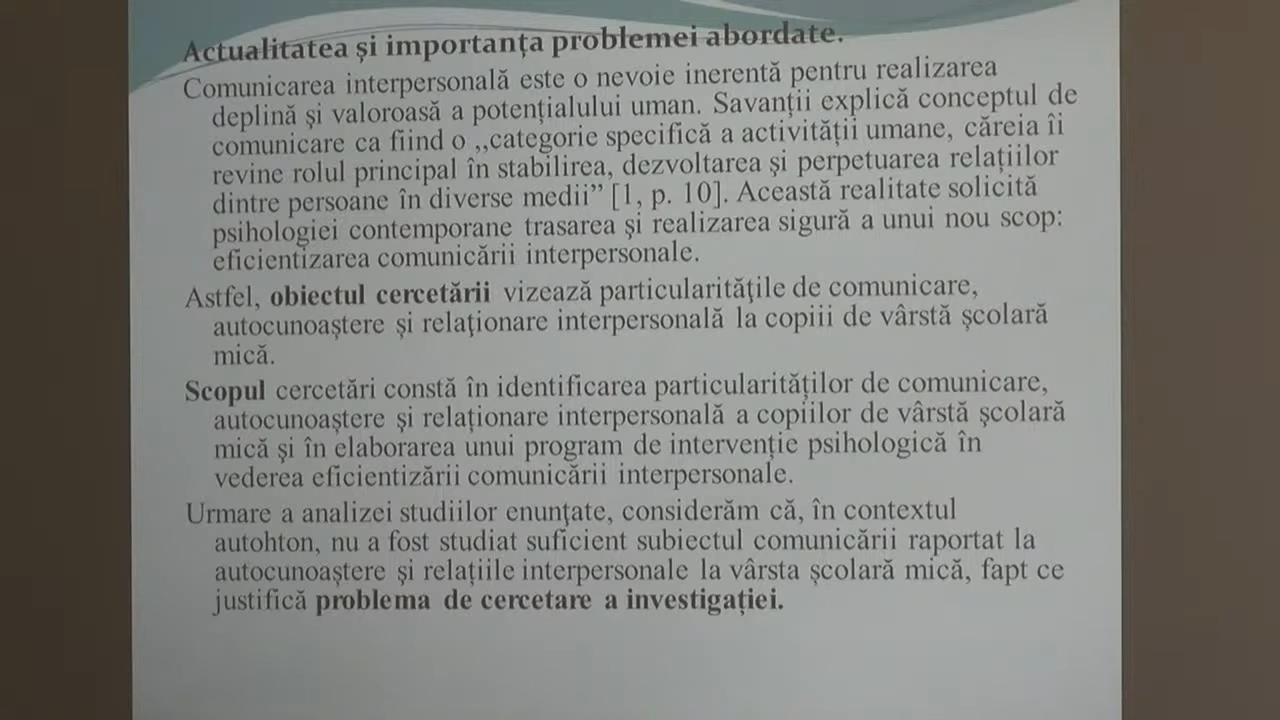 Actualitatea și importanța problemei abordate.
Comunicarea interpersonală este o nevoie inerentă pentru realizarea
deplină și valoroasă a potențialului uman. Savanții explică conceptul de
comunicare ca fiind o ,,categorie specifică a activității umane, căreia îi
revine rolul principal în stabilirea, dezvoltarea și perpetuarea relațiilor
dintre persoane în diverse medii” [1, p. 10]. Această realitate solicită
psihologiei contemporane trasarea și realizarea sigură a unui nou scop:
eficientizarea comunicării interpersonale.
Astfel, obiectul cercetării vizează particularităţile de comunicare,
autocunoaştere şi relaţionare interpersonală la copiii de vârstă şcolară
mică.
Scopul cercetări constă în identificarea particularităților de comunicare,
autocunoaștere și relaționare interpersonală a copiilor de vârstă școlară
mică şi în elaborarea unui program de intervenție psihologică în
vederea eficientizării comunicării interpersonale.
Urmare a analizei studiilor enunţate, considerăm că, în contextul
autohton, nu a fost studiat suficient subiectul comunicării raportat la
autocunoaștere și relațiile interpersonale la vârsta școlară mică, fapt ce
justifică problema de cercetare a investigației.